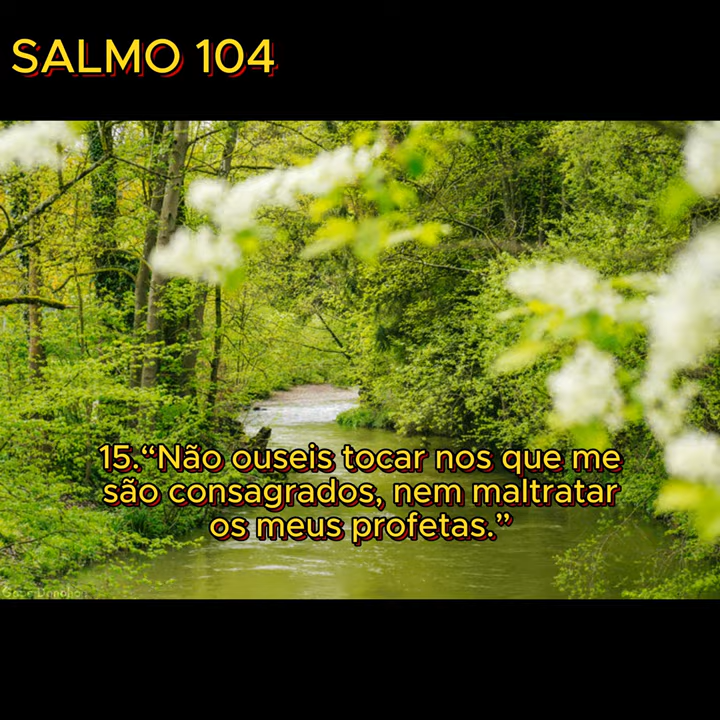 SALMO 104
15.“Não ouseis tocar nos que me
são consagrados, nem maltratar
os meus profetas.”